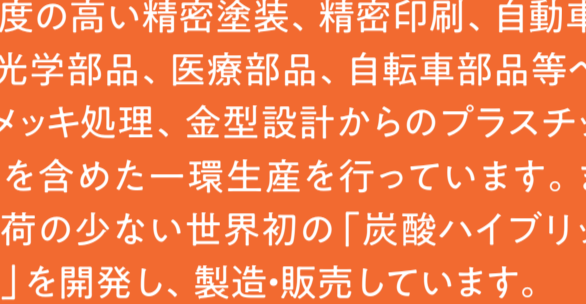 度の高い精密塗装、精密印刷、自動車
光学部品、医療部品、自転車部品等へ
メッキ処理、金型設計からのプラスチッ
を含めた一環生産を行っています。ま
荷の少ない世界初の「炭酸ハイブリッ
」を開発し、製造・販売しています。